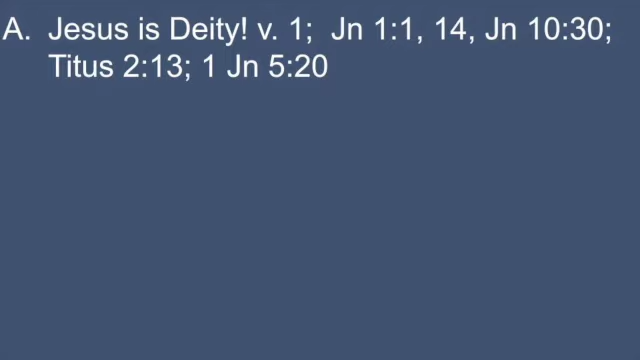 A. Jesus is Deity! v. 1; Jn 1:1, 14, Jn 10:30;
Titus 2:13; 1 Jn 5:20